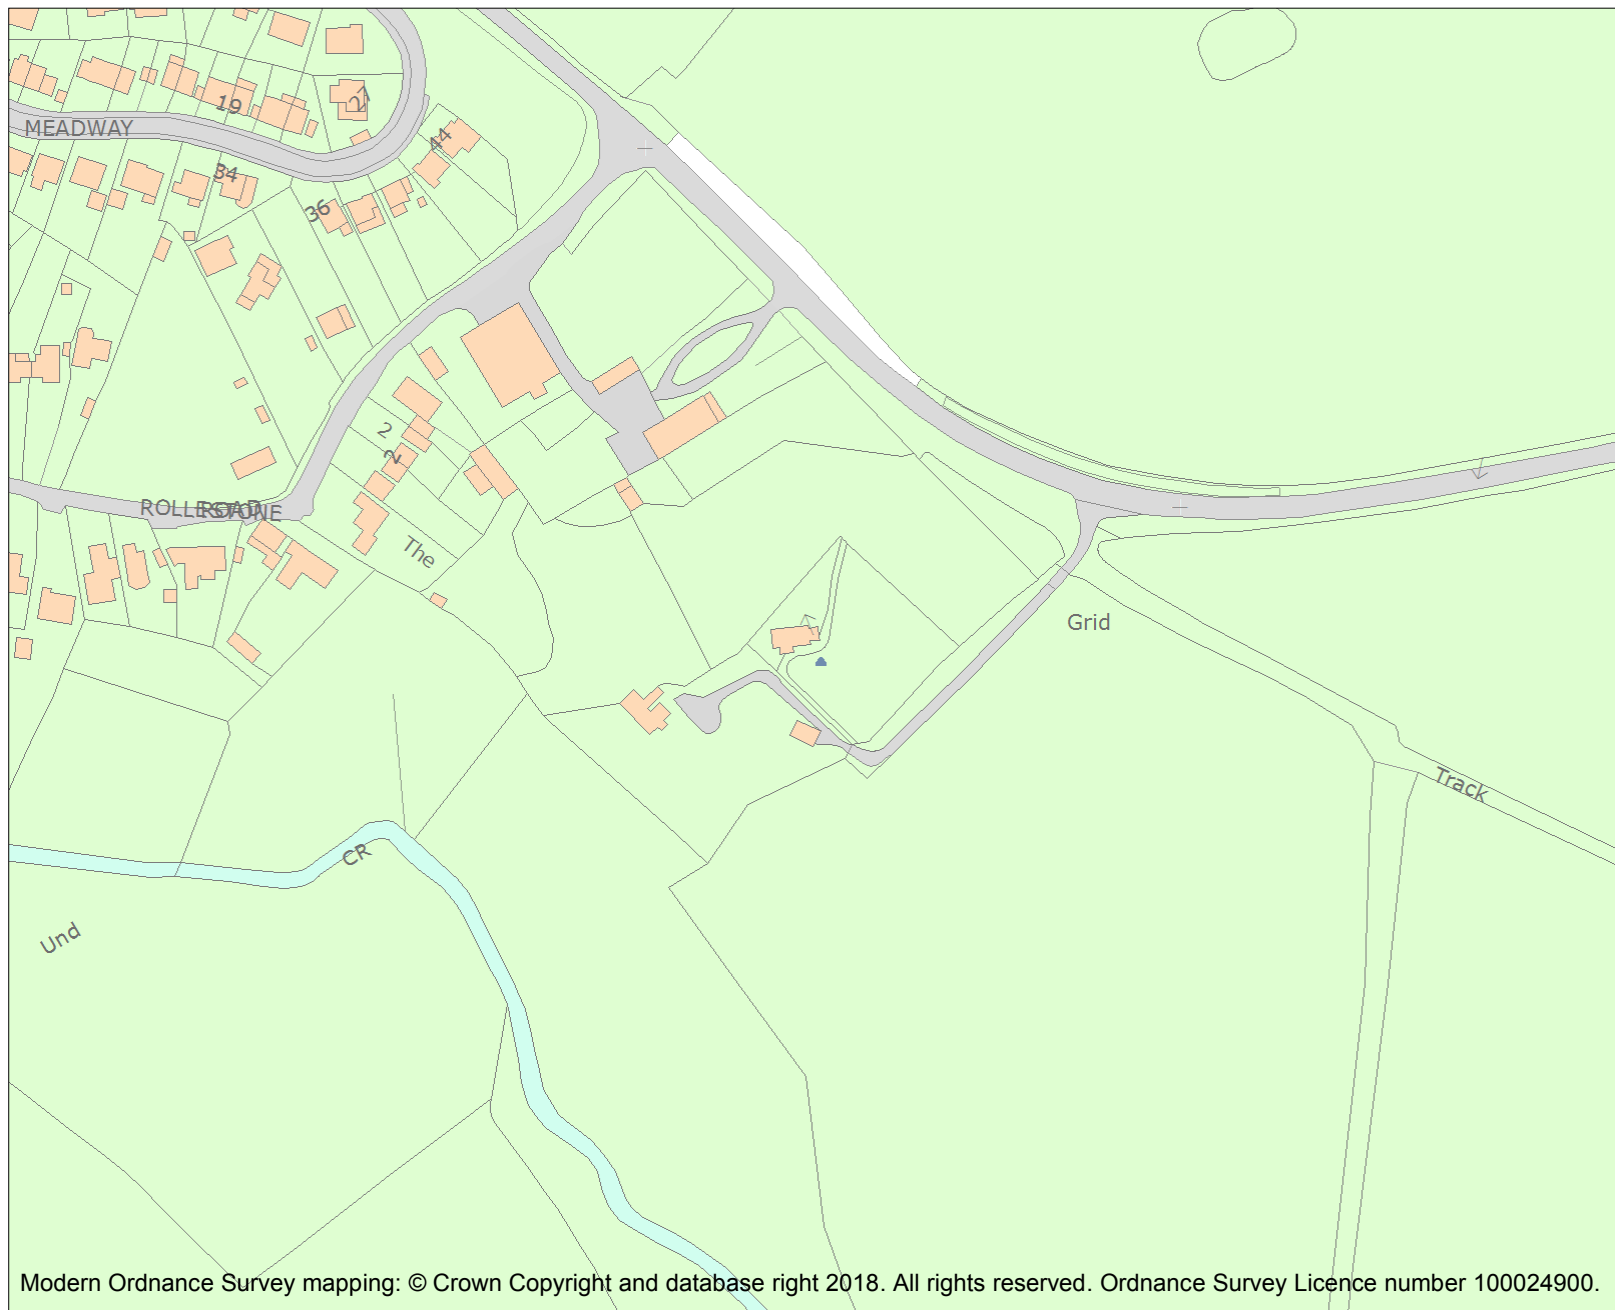 19
27
MEADWAY
44
34
36
2
2
ROLLESTONE
ROAD
The
Grid
Track
CR
Und
Modern Ordnance Survey mapping: © Crown Copyright and database right 2018. All rights reserved. Ordnance Survey Licence number 100024900.